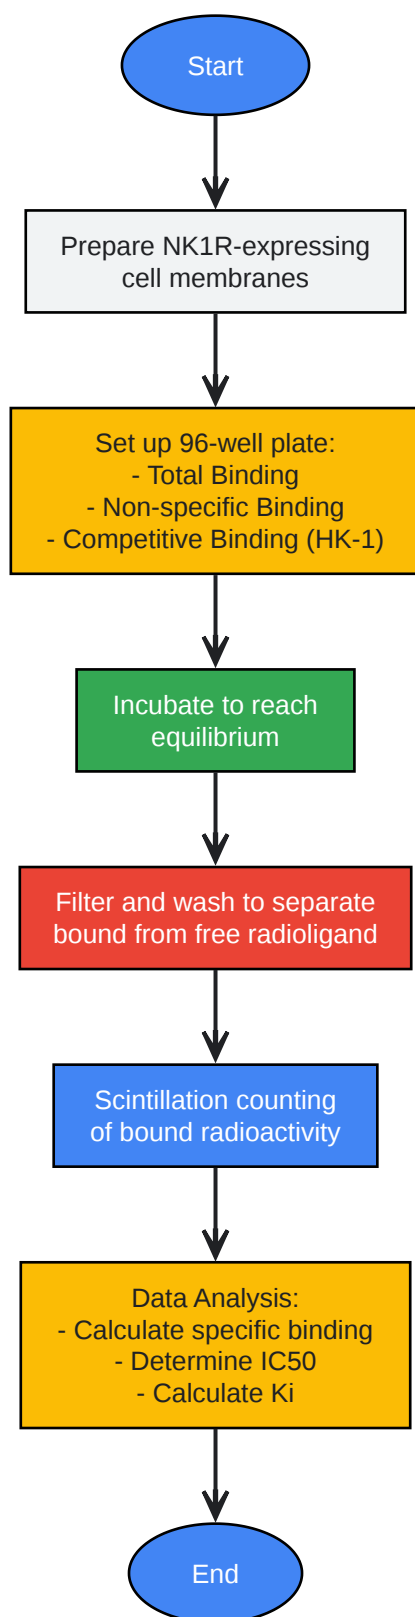 Start
Prepare NK1R-expressing
cell membranes
Set up 96-well plate:
- Total Binding
- Non-specific Binding
- Competitive Binding (HK-1)
Incubate to reach
equilibrium
Filter and wash to separate
bound from free radioligand
Scintillation counting
of bound radioactivity
Data Analysis:
- Calculate specific binding
- Determine IC50
- Calculate Ki
End